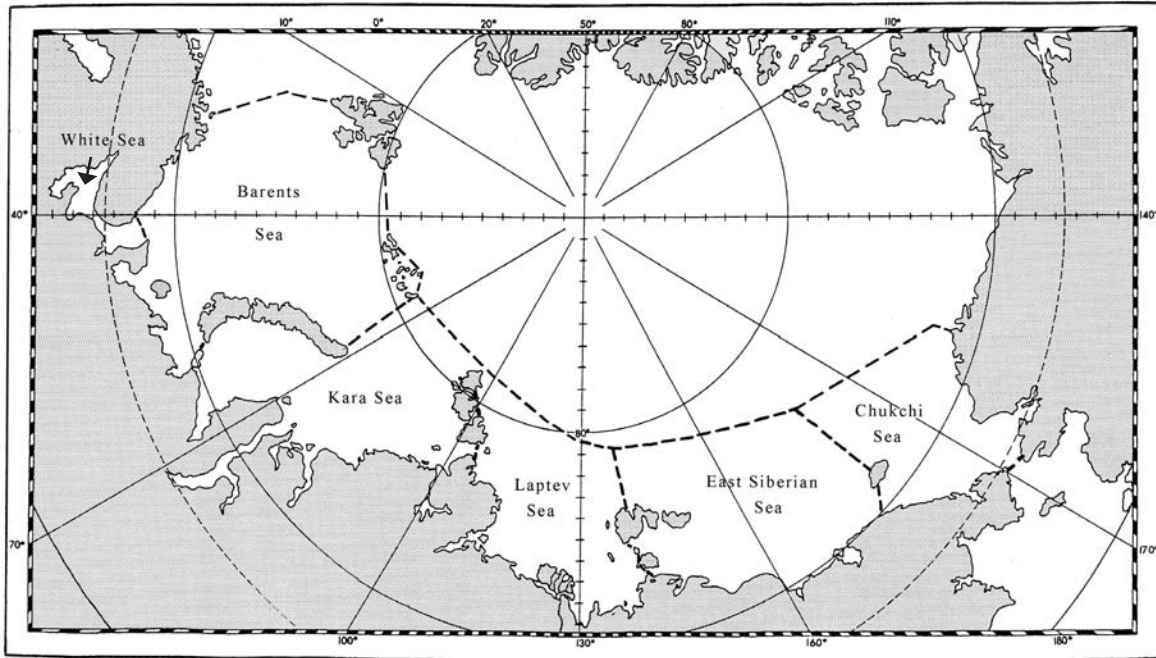 10° 0° 20° 50° 80° 110°
White Sea
Barents
Sea
40°
140°
Kara Sea
Chukchi
Sea
80°
Laptev
Sea
East Siberian
Sea
70°
170°
100° 130° 160° 180°